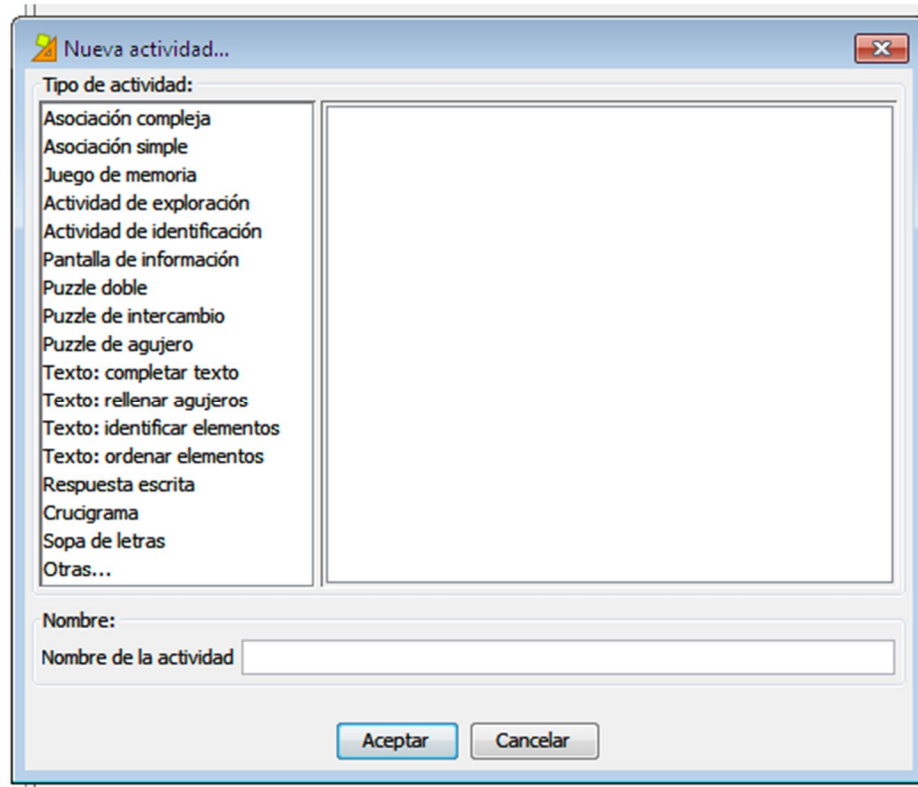 Nueva actividad...
Tipo de actividad:
Asociación compleja
Asociación simple
Juego de memoria
Actividad de exploración
Actividad de identificación
Pantalla de información
Puzzle doble
Puzzle de intercambio
Puzzle de agujero
Texto: completar texto
Texto: rellenar agujeros
Texto: identificar elementos
Texto: ordenar elementos
Respuesta escrita
Crucigrama
Sopa de letras
Otras...
Nombre:
Nombre de la actividad
Aceptar Cancelar